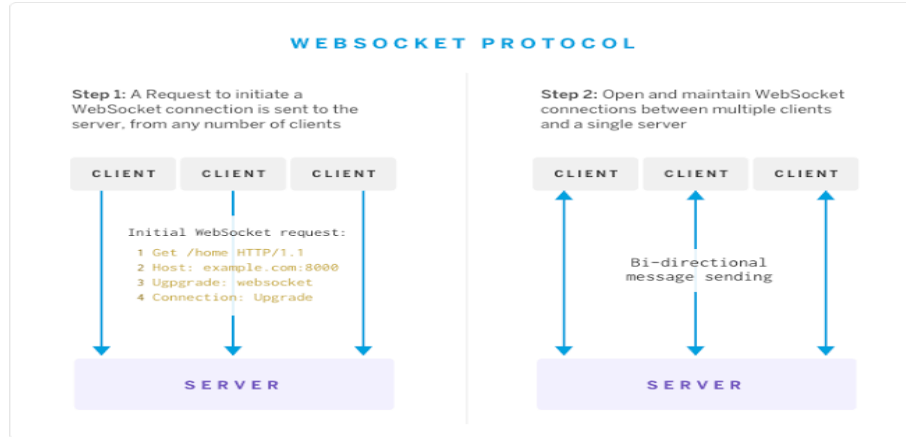 WEBSOCKET PROTOCOL
Step 1: A Request to initiate a
WebSocket connection is sent to the
server, from any number of clients
CLIENT CLIENT CLIENT
Initial WebSocket request:
1 Get /home HTTP/1.1
2 Host: example.com:8000
3 Ugpgrade: websocket
4 Connection: Upgrade
SERVER
Step 2: Open and maintain WebSocket
connections between multiple clients
and a single server
CLIENT CLIENT CLIENT
Bi-directional
message sending
SERVER